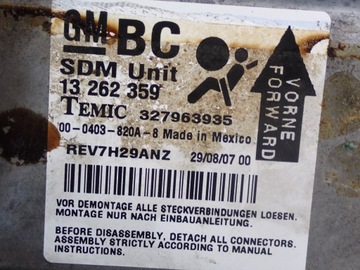 GM BC
SDM Unit
13 262 359
TEMIC 327963935
00-0403-820A-8 Made in Mexico
REV7H29ANZ 29/08/07 00
VORNE
FORWARD
VOR DEMONTAGE ALLE STECKVERBINDUNGEN LOESEN.
MONTAGE NUR NACH EINBAUANLEITUNG.
BEFORE DISASSEMBLY, DETACH ALL CONNECTORS.
ASSEMBLY STRICTLY ACCORDING TO MANUAL
INSTRUCTIONS.